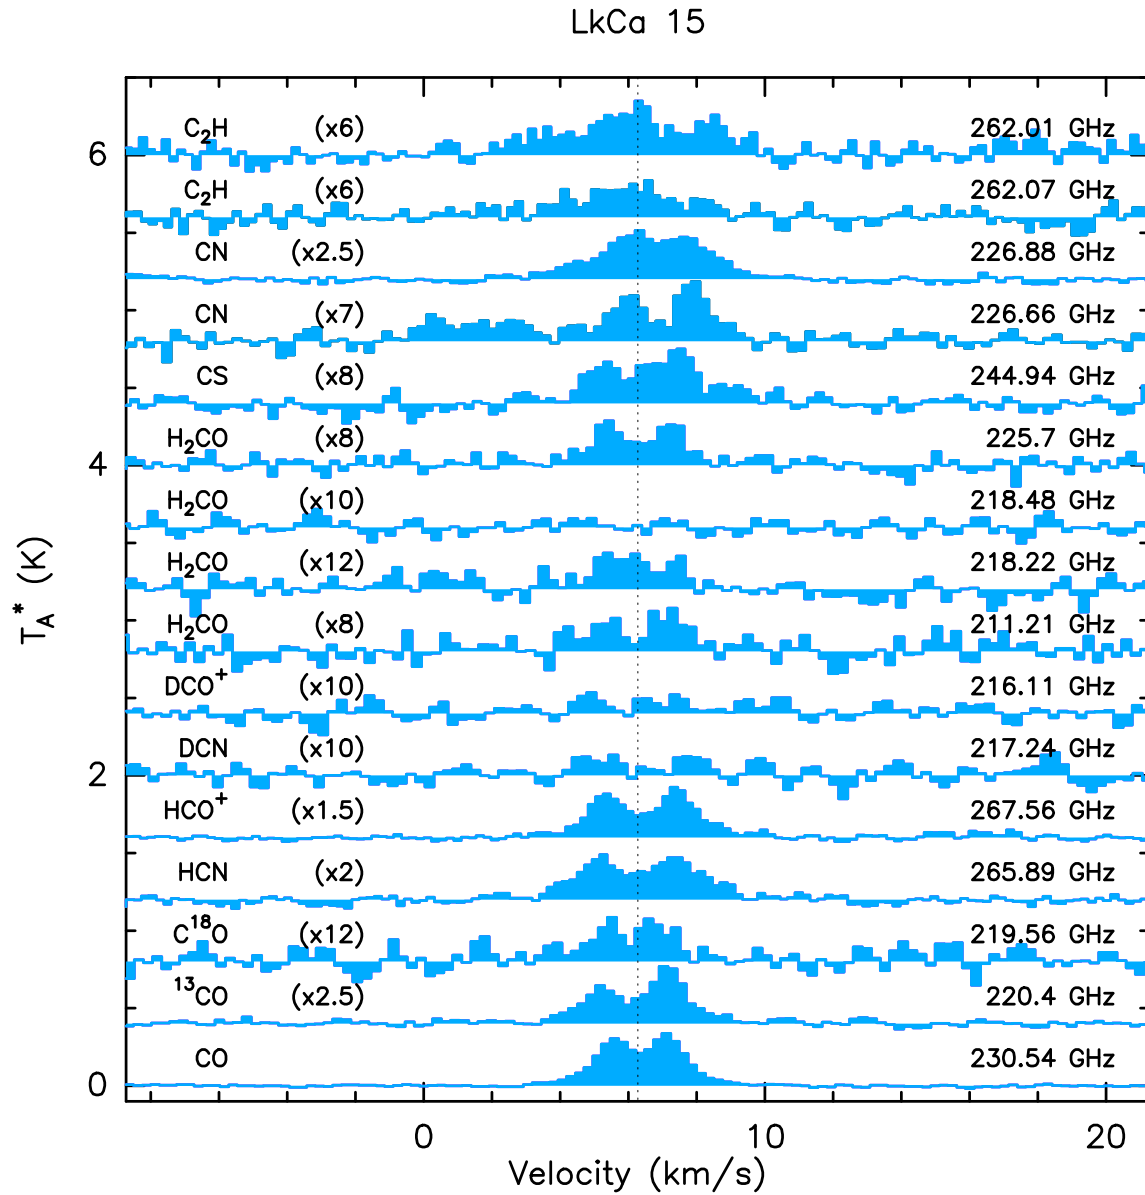 LkCa 15
C₂H (x6) 262.01 GHz
6
C₂H (x6) 262.07 GHz
CN (x2.5) 226.88 GHz
CN (x7) 226.66 GHz
CS (x8) 244.94 GHz
H₂CO (x8) 225.7 GHz
4
H₂CO (x10) 218.48 GHz
H₂CO (x12) 218.22 GHz
T_A* (K)
H₂CO (x8) 211.21 GHz
DCO⁺ (x10) 216.11 GHz
DCN (x10) 217.24 GHz
2
HCO⁺ (x1.5) 267.56 GHz
HCN (x2) 265.89 GHz
C¹⁸O (x12) 219.56 GHz
¹³CO (x2.5) 220.4 GHz
CO 230.54 GHz
0
0 10 20
Velocity (km/s)